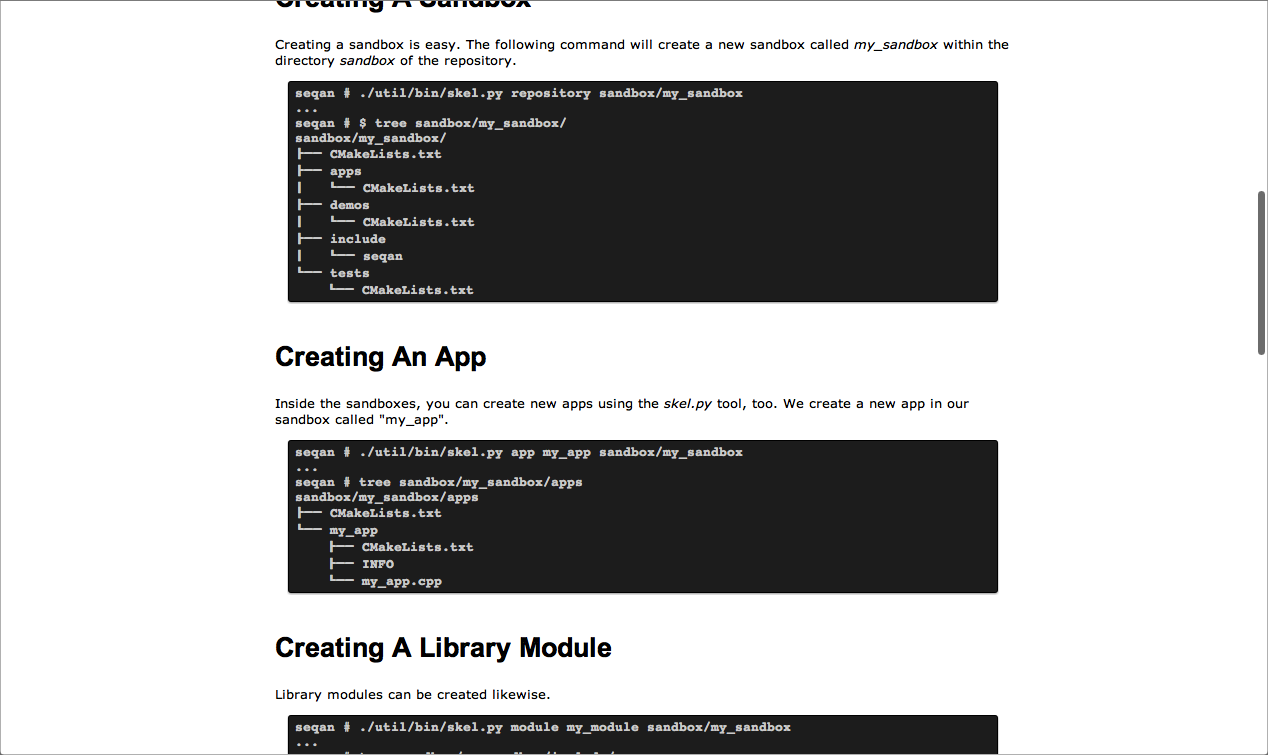 Creating A Sandbox
Creating a sandbox is easy. The following command will create a new sandbox called my_sandbox within the
directory sandbox of the repository.
seqan # ./util/bin/skel.py repository sandbox/my_sandbox
...
seqan # $ tree sandbox/my_sandbox/
sandbox/my_sandbox/
├── CMakeLists.txt
├── apps
|   └── CMakeLists.txt
├── demos
|   └── CMakeLists.txt
├── include
|   └── seqan
└── tests
    └── CMakeLists.txt
Creating An App
Inside the sandboxes, you can create new apps using the skel.py tool, too. We create a new app in our
sandbox called "my_app".
seqan # ./util/bin/skel.py app my_app sandbox/my_sandbox
...
seqan # tree sandbox/my_sandbox/apps
sandbox/my_sandbox/apps
├── CMakeLists.txt
└── my_app
    ├── CMakeLists.txt
    ├── INFO
    └── my_app.cpp
Creating A Library Module
Library modules can be created likewise.
seqan # ./util/bin/skel.py module my_module sandbox/my_sandbox
...